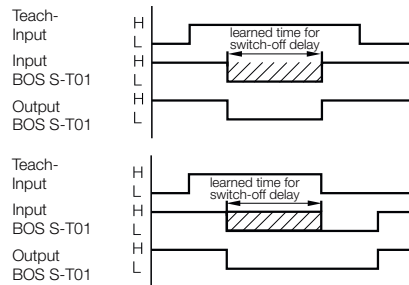 Teach-
Input
H
L
learned time for
switch-off delay
Input
BOS S-T01
H
L
Output
BOS S-T01
H
L
Teach-
Input
H
L
learned time for
switch-off delay
Input
BOS S-T01
H
L
Output
BOS S-T01
H
L